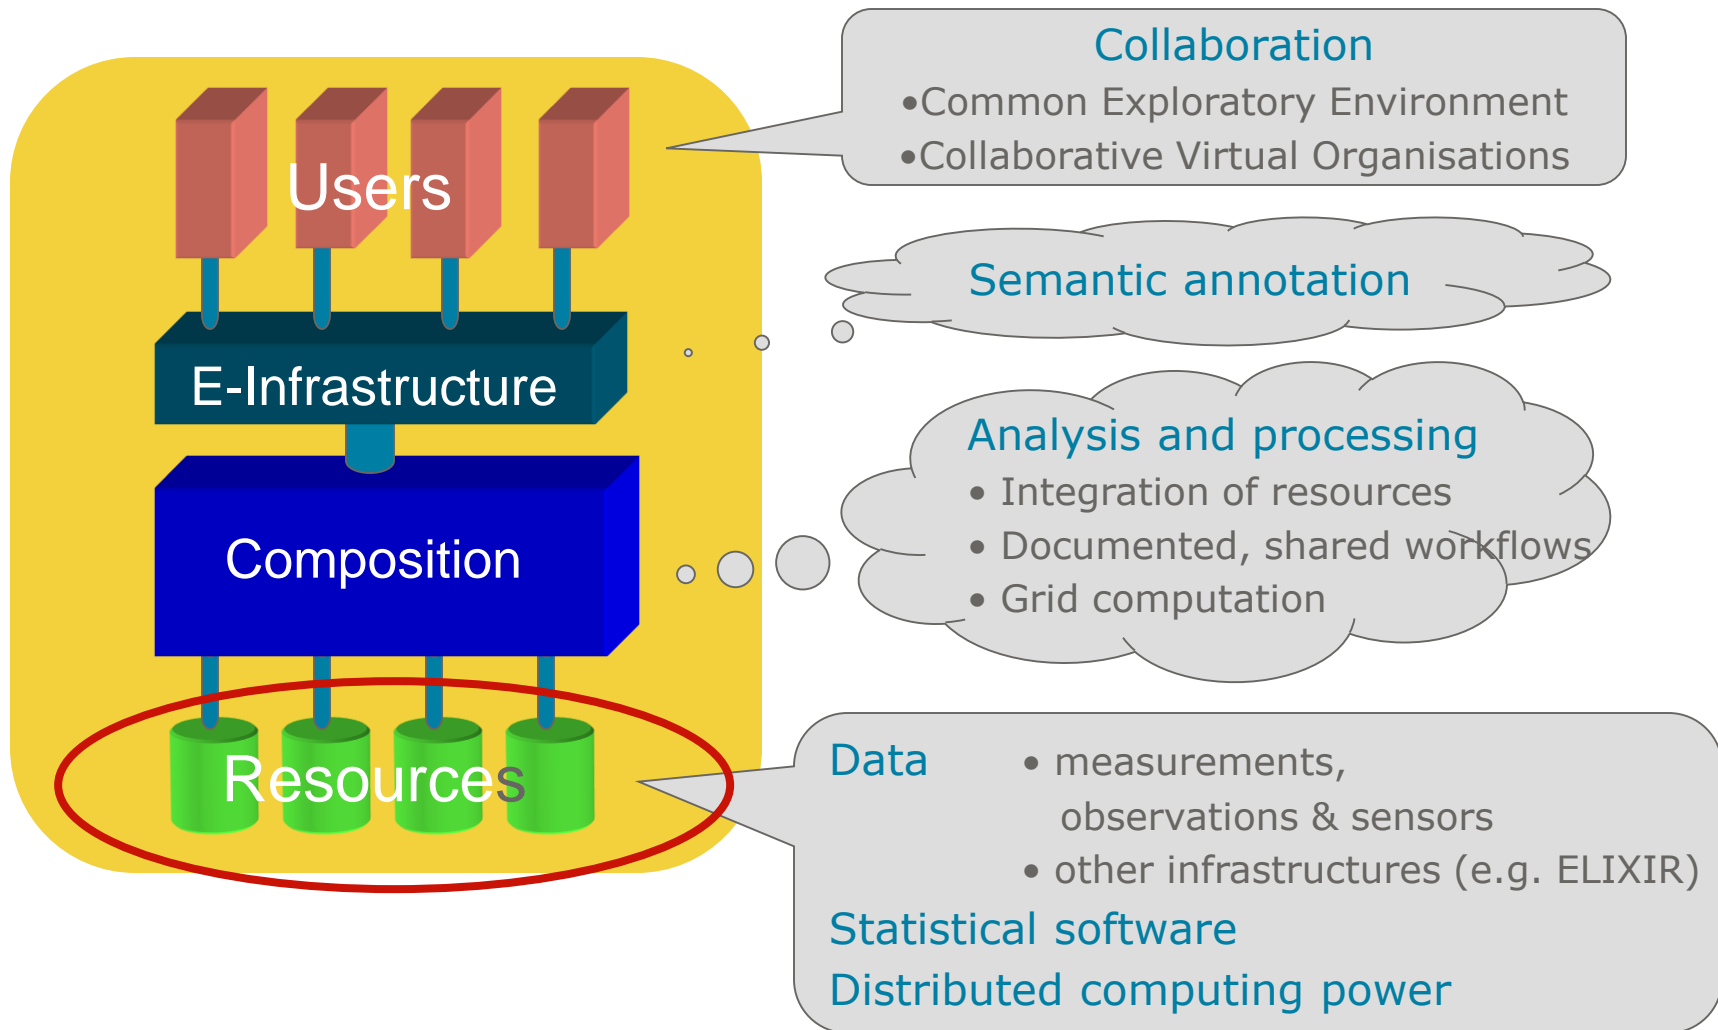 Collaboration
•Common Exploratory Environment
•Collaborative Virtual Organisations
Users
Semantic annotation
E-Infrastructure
Analysis and processing
• Integration of resources
• Documented, shared workflows
• Grid computation
Composition
Resources
Data • measurements,
observations & sensors
• other infrastructures (e.g. ELIXIR)
Statistical software
Distributed computing power